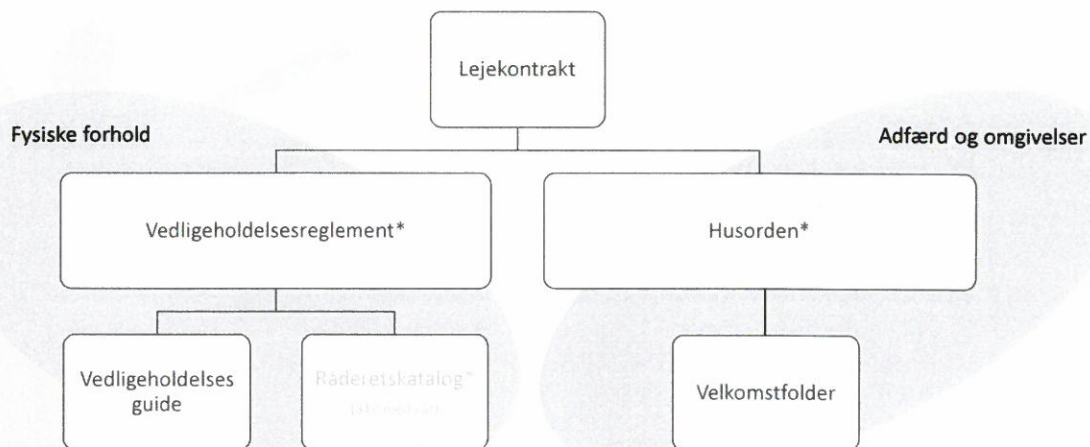 Lejekontrakt
Fysiske forhold
Adfærd og omgivelser
Vedligeholdelsesreglement*
Husorden*
Vedligeholdelses
guide
Råderetskatalog*
Velkomstfolder